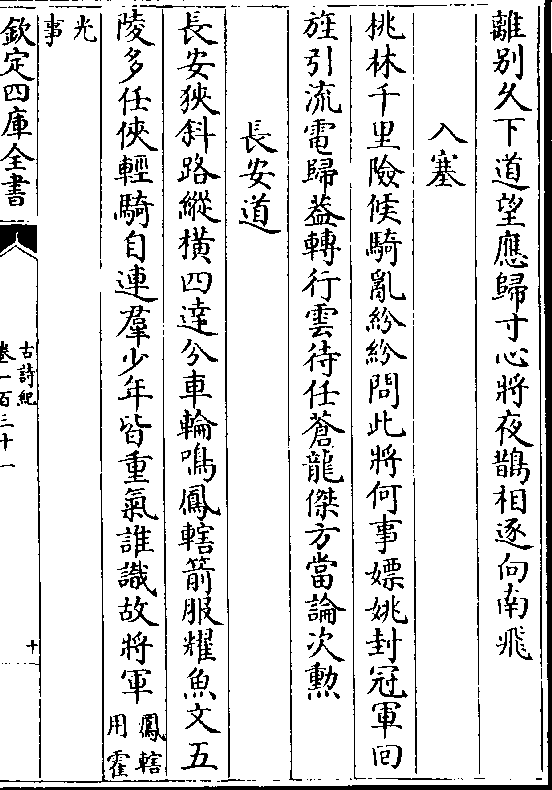 離别久下道望應歸寸心將夜鵲相逐向南飛
入塞
桃林千里險候騎亂紛紛問此將何事嫖姚封冠軍回
旌引流電歸葢轉行雲待任蒼龍傑方當論次勲
長安道
長安狹斜路縱横四達分車輪鳴鳳轄箭服耀魚文五
陵多任俠輕騎自連羣少年皆重氣誰識故將軍鳳轄
用霍
光
事
欽定四庫全書
古詩紀
卷一百三十一
十